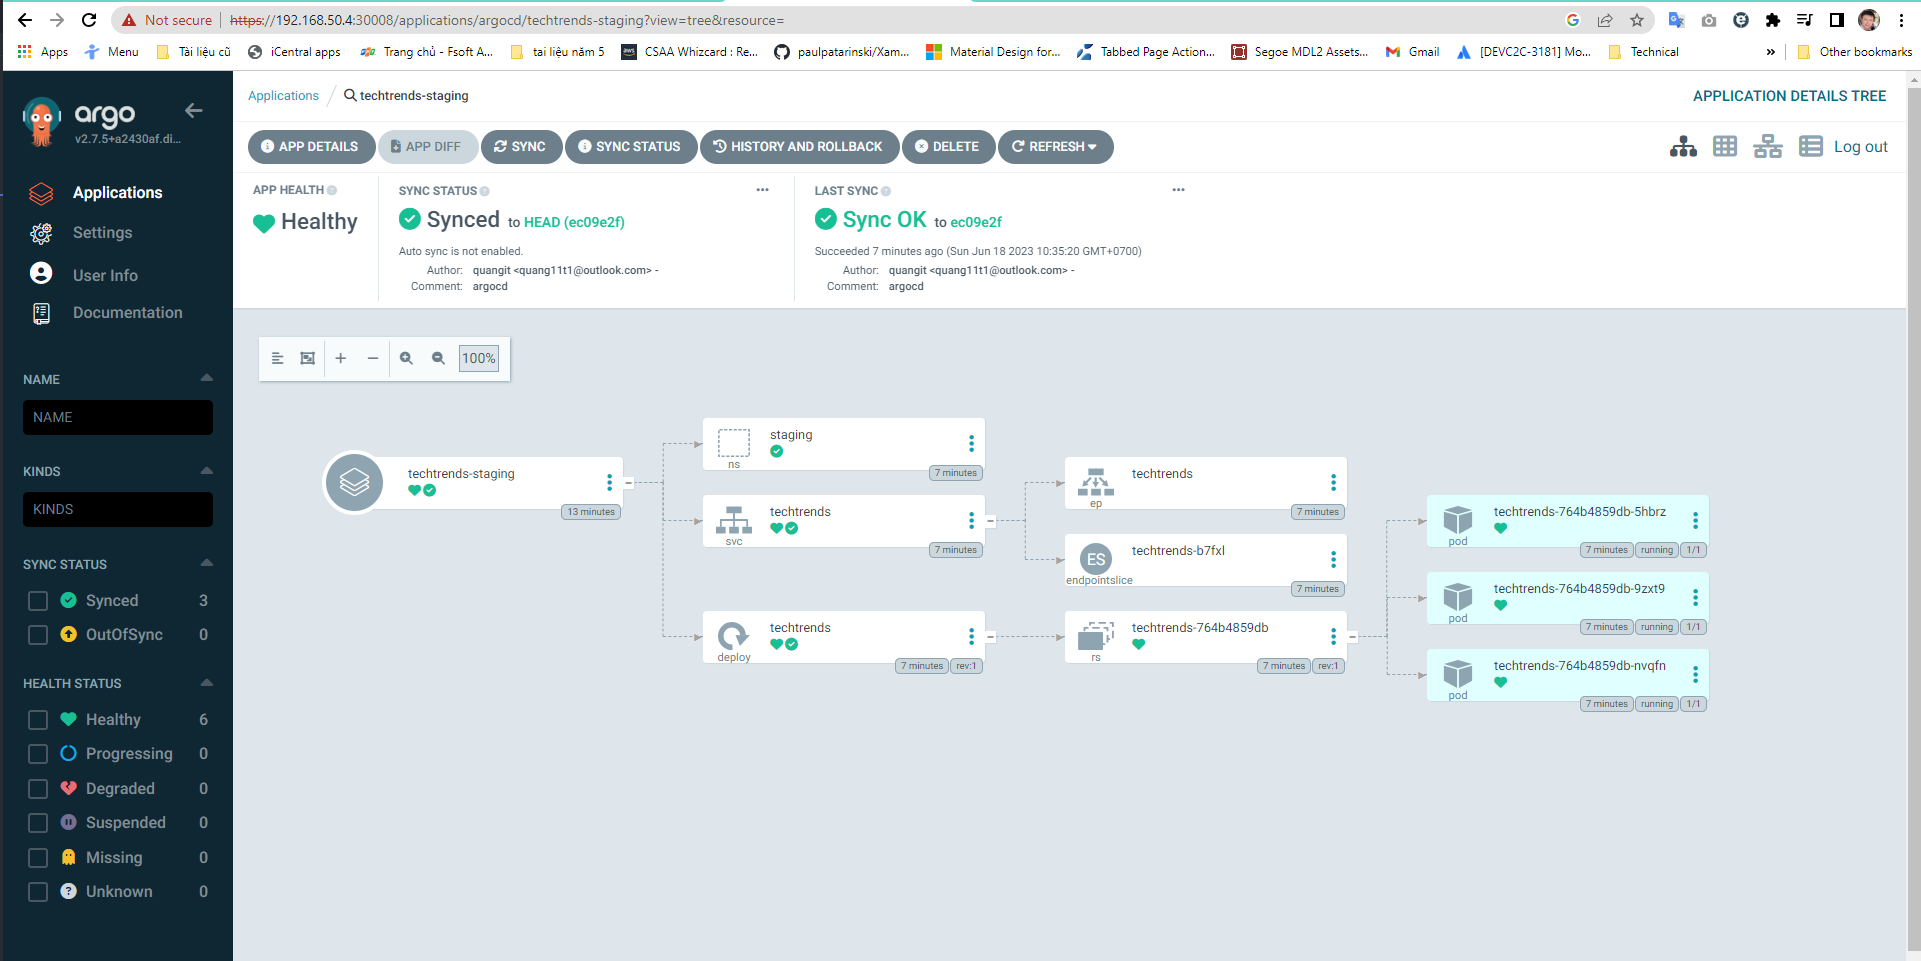 Not secure https://192.168.50.4:30008/applications/argocd/techtrends-staging?view=tree&resource=
Apps Menu Tài liệu cũ iCentral apps Trang chủ - Fsoft A... tai liệu năm 5 CSAA Whizcard : Re... paulpatarinski/Xam... Material Design for... Tabbed Page Action... Segoe MDL2 Assets... Gmail [DEVC2C-3181] Mo... Technical » Other bookmarks
argo
v2.7.5+a2430af.di...
Applications
Settings
User Info
Documentation
NAME
NAME
KINDS
KINDS
SYNC STATUS
Synced 3
OutOfSync 0
HEALTH STATUS
Healthy 6
Progressing 0
Degraded 0
Suspended 0
Missing 0
Unknown 0
Applications / techtrends-staging
APPLICATION DETAILS TREE
APP DETAILS APP DIFF SYNC SYNC STATUS HISTORY AND ROLLBACK DELETE REFRESH Log out
APP HEALTH
Healthy
SYNC STATUS
Synced to HEAD (ec09e2f)
Auto sync is not enabled.
Author: quangit <quang11t1@outlook.com> -
Comment: argocd
LAST SYNC
Sync OK to ec09e2f
Succeeded 7 minutes ago (Sun Jun 18 2023 10:35:20 GMT+0700)
Author: quangit <quang11t1@outlook.com> -
Comment: argocd
100%
techtrends-staging
13 minutes
staging
ns
7 minutes
techtrends
svc
7 minutes
techtrends
deploy
7 minutes rev:1
techtrends
ep
7 minutes
ES
techtrends-b7fxl
endpointslice
7 minutes
techtrends-764b4859db
rs
7 minutes rev:1
techtrends-764b4859db-5hbrz
pod
7 minutes running 1/1
techtrends-764b4859db-9zxt9
pod
7 minutes running 1/1
techtrends-764b4859db-nvqfn
pod
7 minutes running 1/1